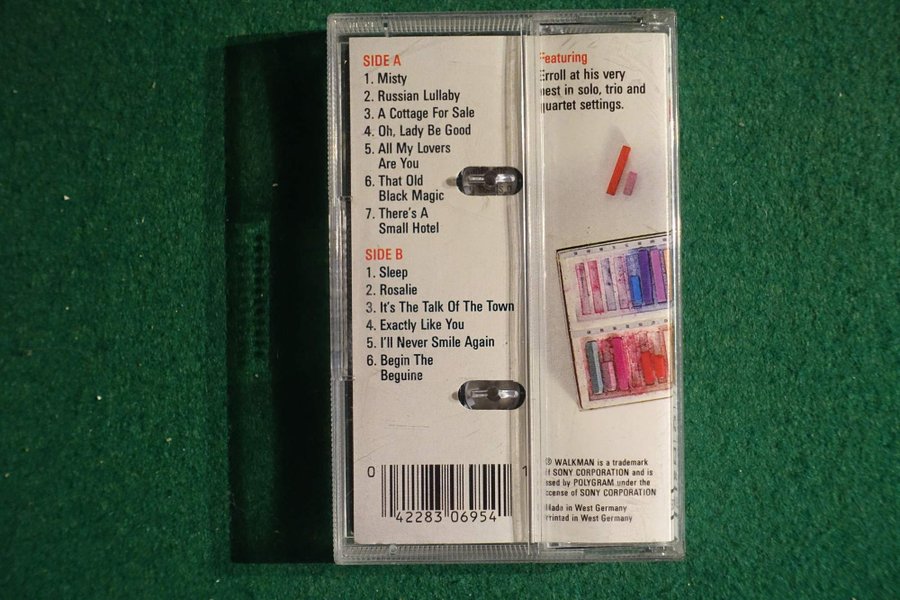 SIDE A
1. Misty
2. Russian Lullaby
3. A Cottage For Sale
4. Oh, Lady Be Good
5. All My Lovers
Are You
6. That Old
Black Magic
7. There's A
Small Hotel
SIDE B
1. Sleep
2. Rosalie
3. It's The Talk Of The Town
4. Exactly Like You
5. I'll Never Smile Again
6. Begin The
Beguine
0 42283 06954 1
Featuring
Erroll at his very
best in solo, trio and
quartet settings.
® WALKMAN is a trademark
of SONY CORPORATION and is
ssed by POLYGRAM under the
cense of SONY CORPORATION
Made in West Germany
Printed in West Germany